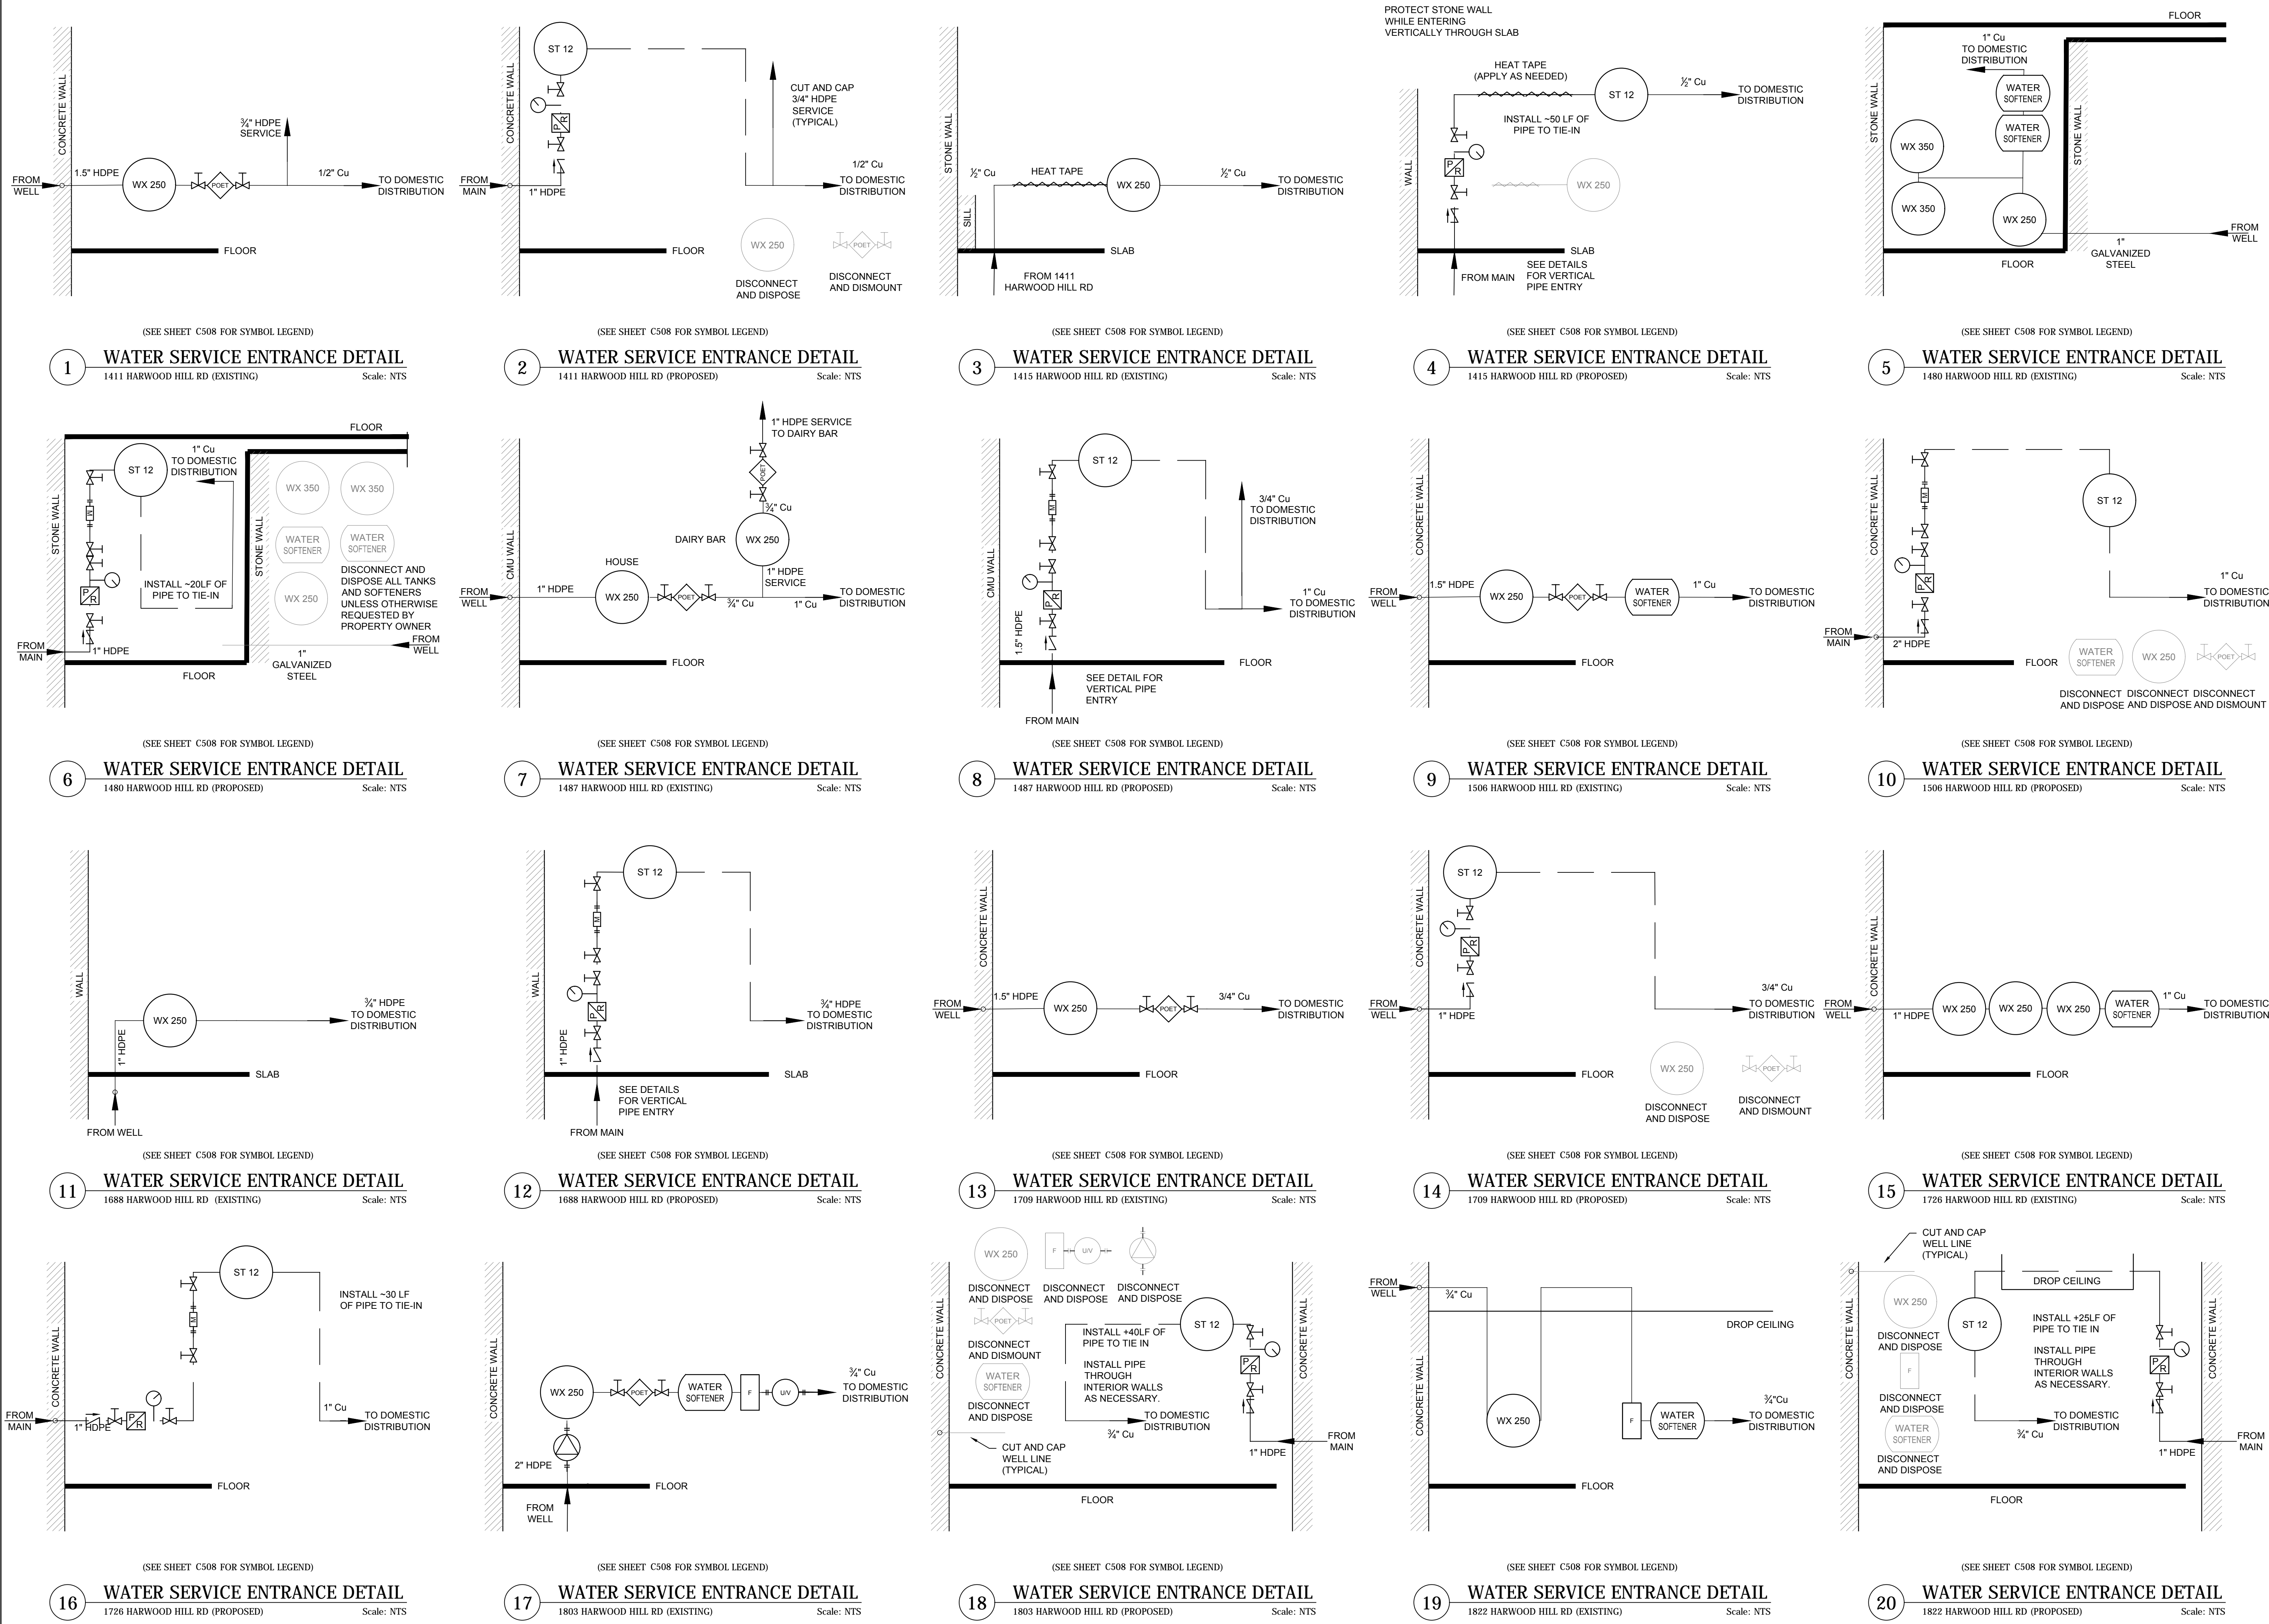 CONCRETE WALL
FROM
WELL
1.5" HDPE
WX 250
POET
¾" HDPE
SERVICE
1/2" Cu
TO DOMESTIC
DISTRIBUTION
FLOOR
(SEE SHEET C508 FOR SYMBOL LEGEND)
1
WATER SERVICE ENTRANCE DETAIL
1411 HARWOOD HILL RD (EXISTING)
Scale: NTS
CONCRETE WALL
ST 12
P R
CUT AND CAP
3/4" HDPE
SERVICE
(TYPICAL)
FROM
MAIN
1" HDPE
1/2" Cu
TO DOMESTIC
DISTRIBUTION
FLOOR
WX 250
DISCONNECT
AND DISPOSE
POET
DISCONNECT
AND DISMOUNT
(SEE SHEET C508 FOR SYMBOL LEGEND)
2
WATER SERVICE ENTRANCE DETAIL
1411 HARWOOD HILL RD (PROPOSED)
Scale: NTS
STONE WALL
SILL
½" Cu
HEAT TAPE
WX 250
½" Cu
TO DOMESTIC
DISTRIBUTION
SLAB
FROM 1411
HARWOOD HILL RD
(SEE SHEET C508 FOR SYMBOL LEGEND)
3
WATER SERVICE ENTRANCE DETAIL
1415 HARWOOD HILL RD (EXISTING)
Scale: NTS
PROTECT STONE WALL
WHILE ENTERING
VERTICALLY THROUGH SLAB
HEAT TAPE
(APPLY AS NEEDED)
ST 12
½" Cu
TO DOMESTIC
DISTRIBUTION
INSTALL ~50 LF OF
PIPE TO TIE-IN
WALL
P R
WX 250
SLAB
FROM MAIN
SEE DETAILS
FOR VERTICAL
PIPE ENTRY
(SEE SHEET C508 FOR SYMBOL LEGEND)
4
WATER SERVICE ENTRANCE DETAIL
1415 HARWOOD HILL RD (PROPOSED)
Scale: NTS
FLOOR
1" Cu
TO DOMESTIC
DISTRIBUTION
WATER
SOFTENER
WATER
SOFTENER
STONE WALL
STONE WALL
WX 350
WX 350
WX 250
FROM
WELL
1"
GALVANIZED
STEEL
FLOOR
(SEE SHEET C508 FOR SYMBOL LEGEND)
5
WATER SERVICE ENTRANCE DETAIL
1480 HARWOOD HILL RD (EXISTING)
Scale: NTS
FLOOR
1" Cu
TO DOMESTIC
DISTRIBUTION
ST 12
M
P R
STONE WALL
STONE WALL
WX 350
WX 350
WATER
SOFTENER
WATER
SOFTENER
WX 250
INSTALL ~20LF OF
PIPE TO TIE-IN
DISCONNECT AND
DISPOSE ALL TANKS
AND SOFTENERS
UNLESS OTHERWISE
REQUESTED BY
PROPERTY OWNER
FROM
MAIN
1" HDPE
FROM
WELL
1"
GALVANIZED
STEEL
FLOOR
(SEE SHEET C508 FOR SYMBOL LEGEND)
6
WATER SERVICE ENTRANCE DETAIL
1480 HARWOOD HILL RD (PROPOSED)
Scale: NTS
1" HDPE SERVICE
TO DAIRY BAR
POET
¾" Cu
DAIRY BAR
WX 250
CMU WALL
HOUSE
1" HDPE
SERVICE
FROM
WELL
1" HDPE
WX 250
POET
¾" Cu
1" Cu
TO DOMESTIC
DISTRIBUTION
FLOOR
(SEE SHEET C508 FOR SYMBOL LEGEND)
7
WATER SERVICE ENTRANCE DETAIL
1487 HARWOOD HILL RD (EXISTING)
Scale: NTS
ST 12
M
P R
CMU WALL
3/4" Cu
TO DOMESTIC
DISTRIBUTION
1" Cu
TO DOMESTIC
DISTRIBUTION
1.5" HDPE
FLOOR
SEE DETAIL FOR
VERTICAL PIPE
ENTRY
FROM MAIN
(SEE SHEET C508 FOR SYMBOL LEGEND)
8
WATER SERVICE ENTRANCE DETAIL
1487 HARWOOD HILL RD (PROPOSED)
Scale: NTS
CONCRETE WALL
FROM
WELL
1.5" HDPE
WX 250
POET
WATER
SOFTENER
1" Cu
TO DOMESTIC
DISTRIBUTION
FLOOR
(SEE SHEET C508 FOR SYMBOL LEGEND)
9
WATER SERVICE ENTRANCE DETAIL
1506 HARWOOD HILL RD (EXISTING)
Scale: NTS
CONCRETE WALL
M
P R
ST 12
1" Cu
TO DOMESTIC
DISTRIBUTION
FROM
MAIN
2" HDPE
FLOOR
WATER
SOFTENER
WX 250
POET
DISCONNECT DISCONNECT DISCONNECT
AND DISPOSE AND DISPOSE AND DISMOUNT
(SEE SHEET C508 FOR SYMBOL LEGEND)
10
WATER SERVICE ENTRANCE DETAIL
1506 HARWOOD HILL RD (PROPOSED)
Scale: NTS
WALL
WX 250
¾" HDPE
TO DOMESTIC
DISTRIBUTION
1" HDPE
SLAB
FROM WELL
(SEE SHEET C508 FOR SYMBOL LEGEND)
11
WATER SERVICE ENTRANCE DETAIL
1688 HARWOOD HILL RD (EXISTING)
Scale: NTS
ST 12
M
P R
WALL
¾" HDPE
TO DOMESTIC
DISTRIBUTION
1" HDPE
SLAB
SEE DETAILS
FOR VERTICAL
PIPE ENTRY
FROM MAIN
(SEE SHEET C508 FOR SYMBOL LEGEND)
12
WATER SERVICE ENTRANCE DETAIL
1688 HARWOOD HILL RD (PROPOSED)
Scale: NTS
CONCRETE WALL
FROM
WELL
1.5" HDPE
WX 250
POET
3/4" Cu
TO DOMESTIC
DISTRIBUTION
FLOOR
(SEE SHEET C508 FOR SYMBOL LEGEND)
13
WATER SERVICE ENTRANCE DETAIL
1709 HARWOOD HILL RD (EXISTING)
Scale: NTS
ST 12
P R
CONCRETE WALL
FROM
WELL
1" HDPE
3/4" Cu
TO DOMESTIC
DISTRIBUTION
FLOOR
WX 250
DISCONNECT
AND DISPOSE
POET
DISCONNECT
AND DISMOUNT
(SEE SHEET C508 FOR SYMBOL LEGEND)
14
WATER SERVICE ENTRANCE DETAIL
1709 HARWOOD HILL RD (PROPOSED)
Scale: NTS
CONCRETE WALL
FROM
WELL
1" HDPE
WX 250
WX 250
WX 250
WATER
SOFTENER
1" Cu
TO DOMESTIC
DISTRIBUTION
FLOOR
(SEE SHEET C508 FOR SYMBOL LEGEND)
15
WATER SERVICE ENTRANCE DETAIL
1726 HARWOOD HILL RD (EXISTING)
Scale: NTS
ST 12
M
INSTALL ~30 LF
OF PIPE TO TIE-IN
CONCRETE WALL
FROM
MAIN
1" HDPE
P R
1" Cu
TO DOMESTIC
DISTRIBUTION
FLOOR
(SEE SHEET C508 FOR SYMBOL LEGEND)
16
WATER SERVICE ENTRANCE DETAIL
1726 HARWOOD HILL RD (PROPOSED)
Scale: NTS
CONCRETE WALL
WX 250
POET
WATER
SOFTENER
F
U/V
¾" Cu
TO DOMESTIC
DISTRIBUTION
2" HDPE
FLOOR
FROM
WELL
(SEE SHEET C508 FOR SYMBOL LEGEND)
17
WATER SERVICE ENTRANCE DETAIL
1803 HARWOOD HILL RD (EXISTING)
Scale: NTS
WX 250
F
U/V
DISCONNECT
AND DISPOSE
DISCONNECT
AND DISPOSE
DISCONNECT
AND DISPOSE
POET
DISCONNECT
AND DISMOUNT
WATER
SOFTENER
DISCONNECT
AND DISPOSE
CONCRETE WALL
ST 12
P R
INSTALL +40LF OF
PIPE TO TIE IN
INSTALL PIPE
THROUGH
INTERIOR WALLS
AS NECESSARY.
CONCRETE WALL
TO DOMESTIC
DISTRIBUTION
¾" Cu
CUT AND CAP
WELL LINE
(TYPICAL)
1" HDPE
FROM
MAIN
FLOOR
(SEE SHEET C508 FOR SYMBOL LEGEND)
18
WATER SERVICE ENTRANCE DETAIL
1803 HARWOOD HILL RD (PROPOSED)
Scale: NTS
FROM
WELL
¾" Cu
DROP CEILING
CONCRETE WALL
WX 250
F
WATER
SOFTENER
¾"Cu
TO DOMESTIC
DISTRIBUTION
FLOOR
(SEE SHEET C508 FOR SYMBOL LEGEND)
19
WATER SERVICE ENTRANCE DETAIL
1822 HARWOOD HILL RD (EXISTING)
Scale: NTS
CUT AND CAP
WELL LINE
(TYPICAL)
DROP CEILING
WX 250
DISCONNECT
AND DISPOSE
F
DISCONNECT
AND DISPOSE
WATER
SOFTENER
DISCONNECT
AND DISPOSE
CONCRETE WALL
ST 12
INSTALL +25LF OF
PIPE TO TIE IN
INSTALL PIPE
THROUGH
INTERIOR WALLS
AS NECESSARY.
P R
CONCRETE WALL
TO DOMESTIC
DISTRIBUTION
¾" Cu
1" HDPE
FROM
MAIN
FLOOR
(SEE SHEET C508 FOR SYMBOL LEGEND)
20
WATER SERVICE ENTRANCE DETAIL
1822 HARWOOD HILL RD (PROPOSED)
Scale: NTS